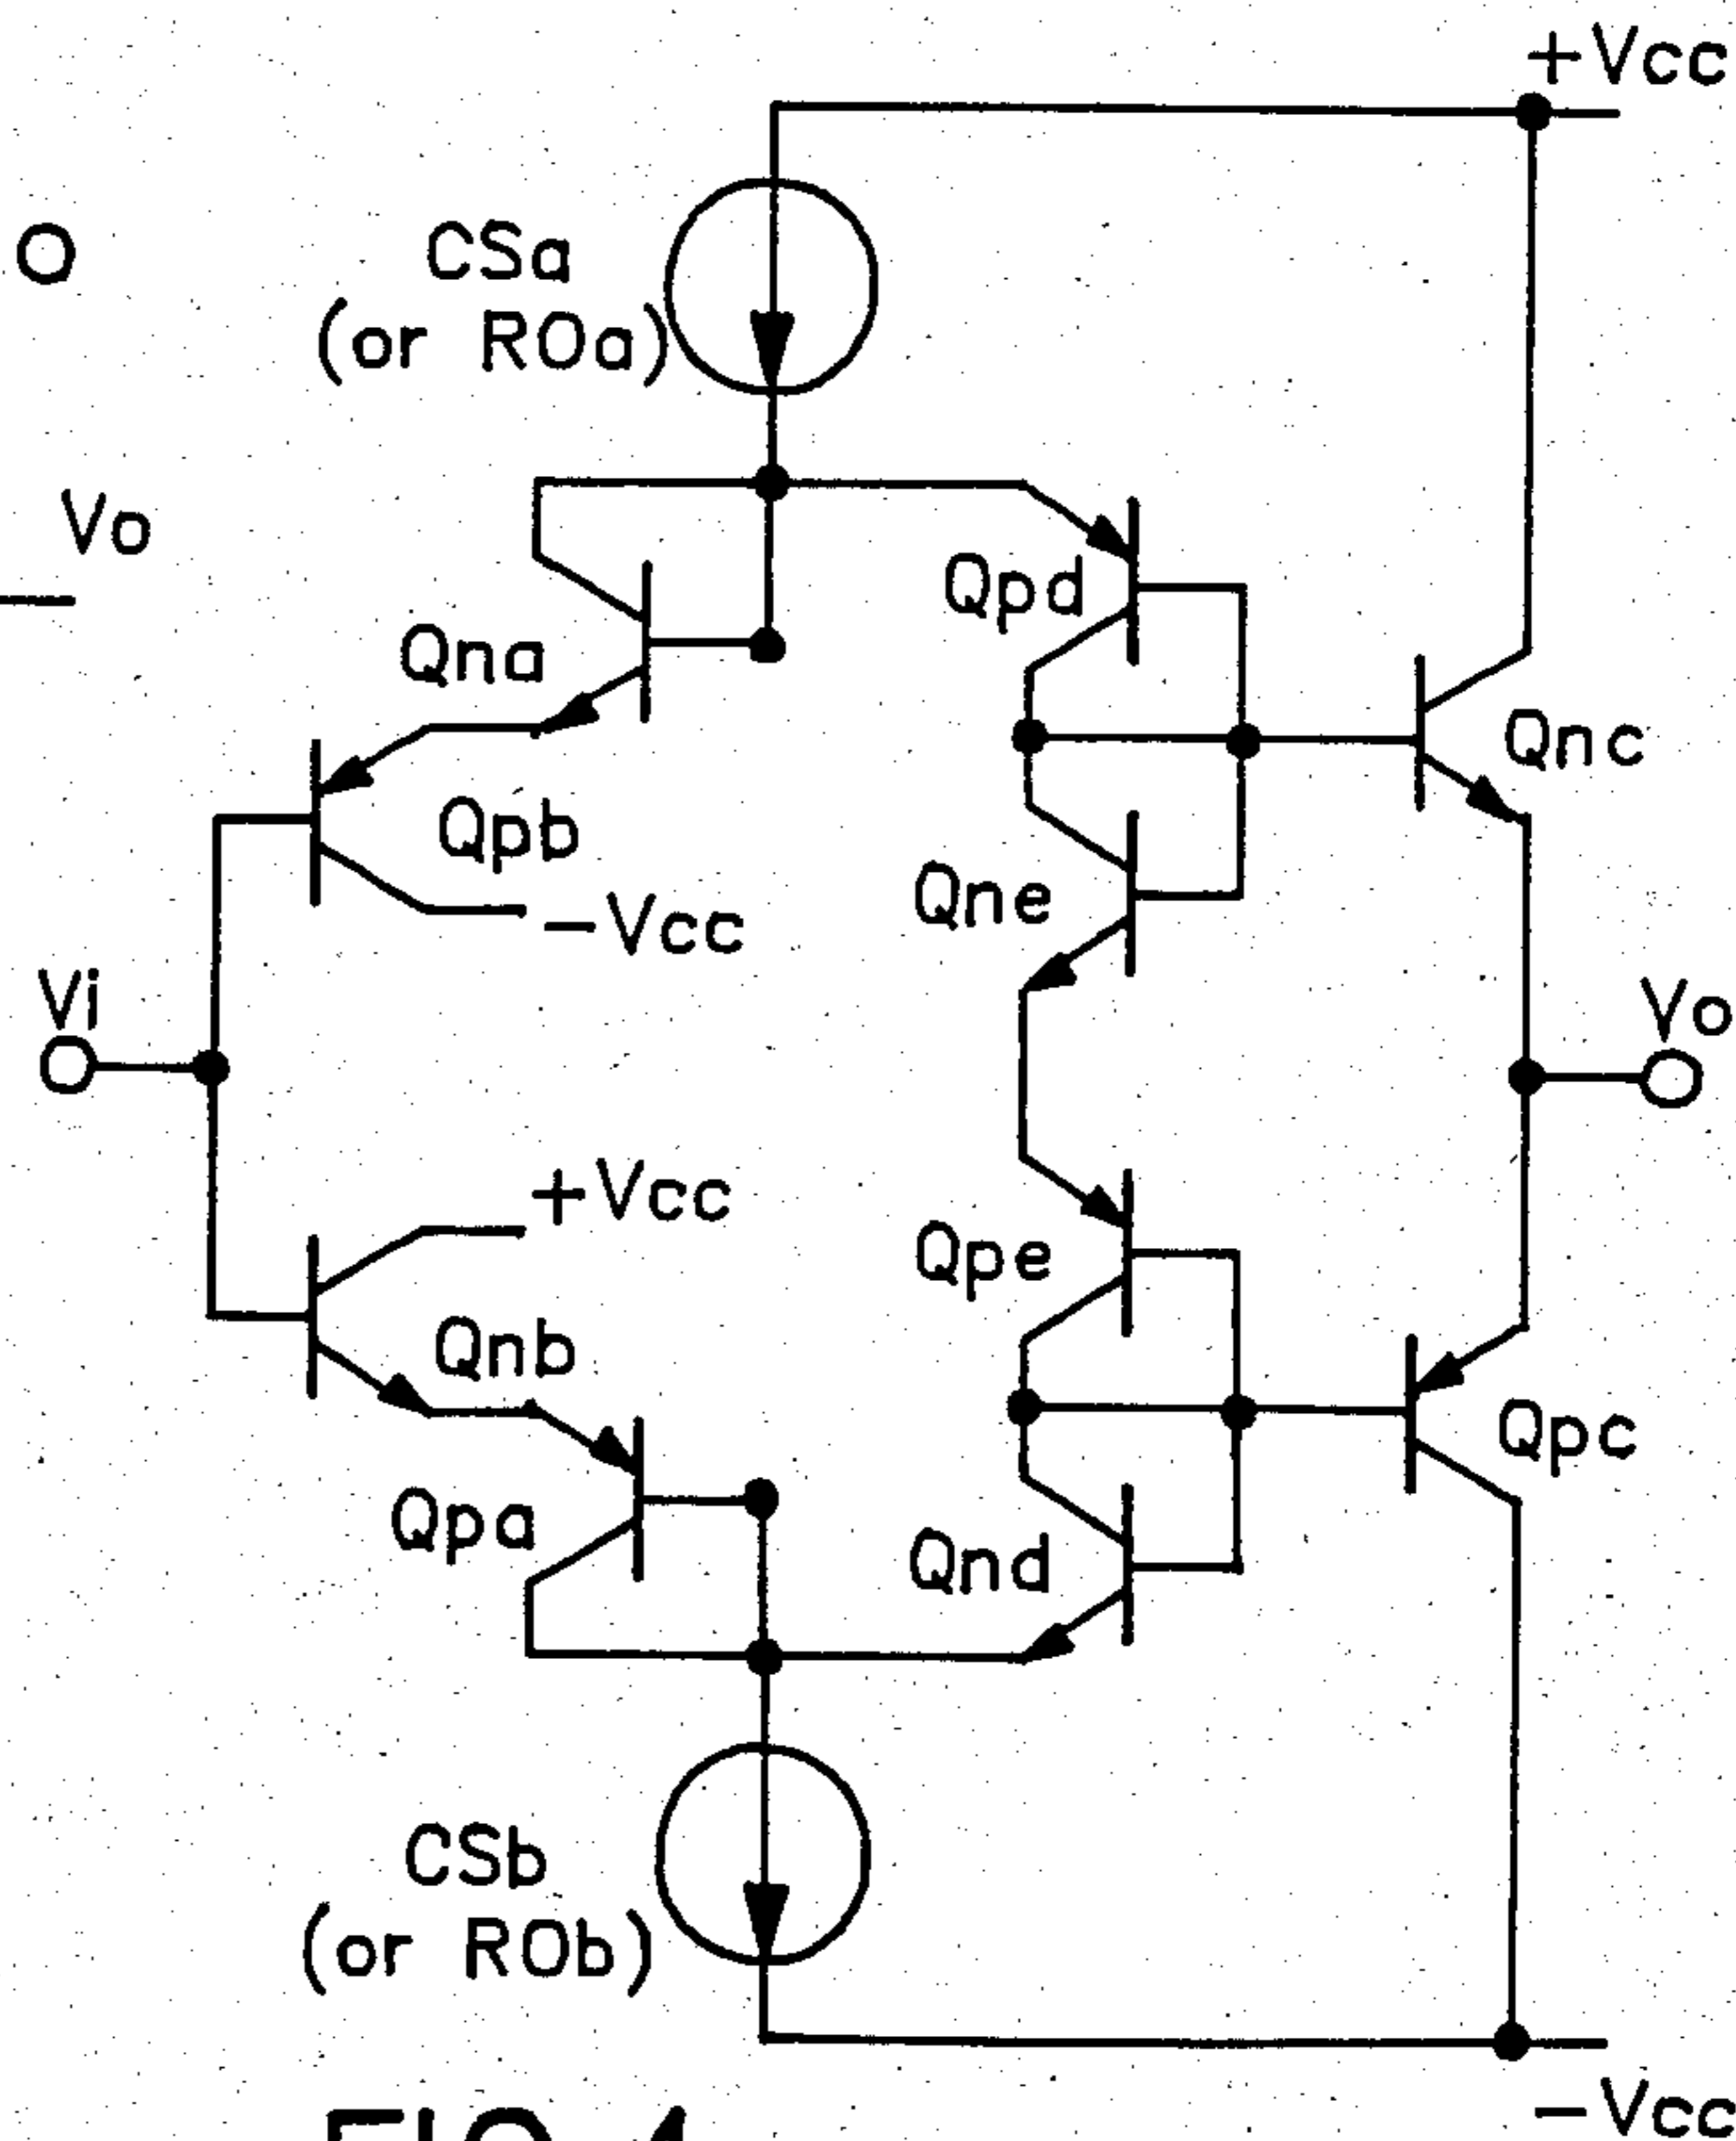 +Vcc
CSa
(or ROa)
Vo
Qpd
Qna
Qnc
Qpb
Qne
-Vcc
Vi
Vo
+Vcc
Qpe
Qnb
Qpc
Qpa
Qnd
CSb
(or ROb)
-Vcc